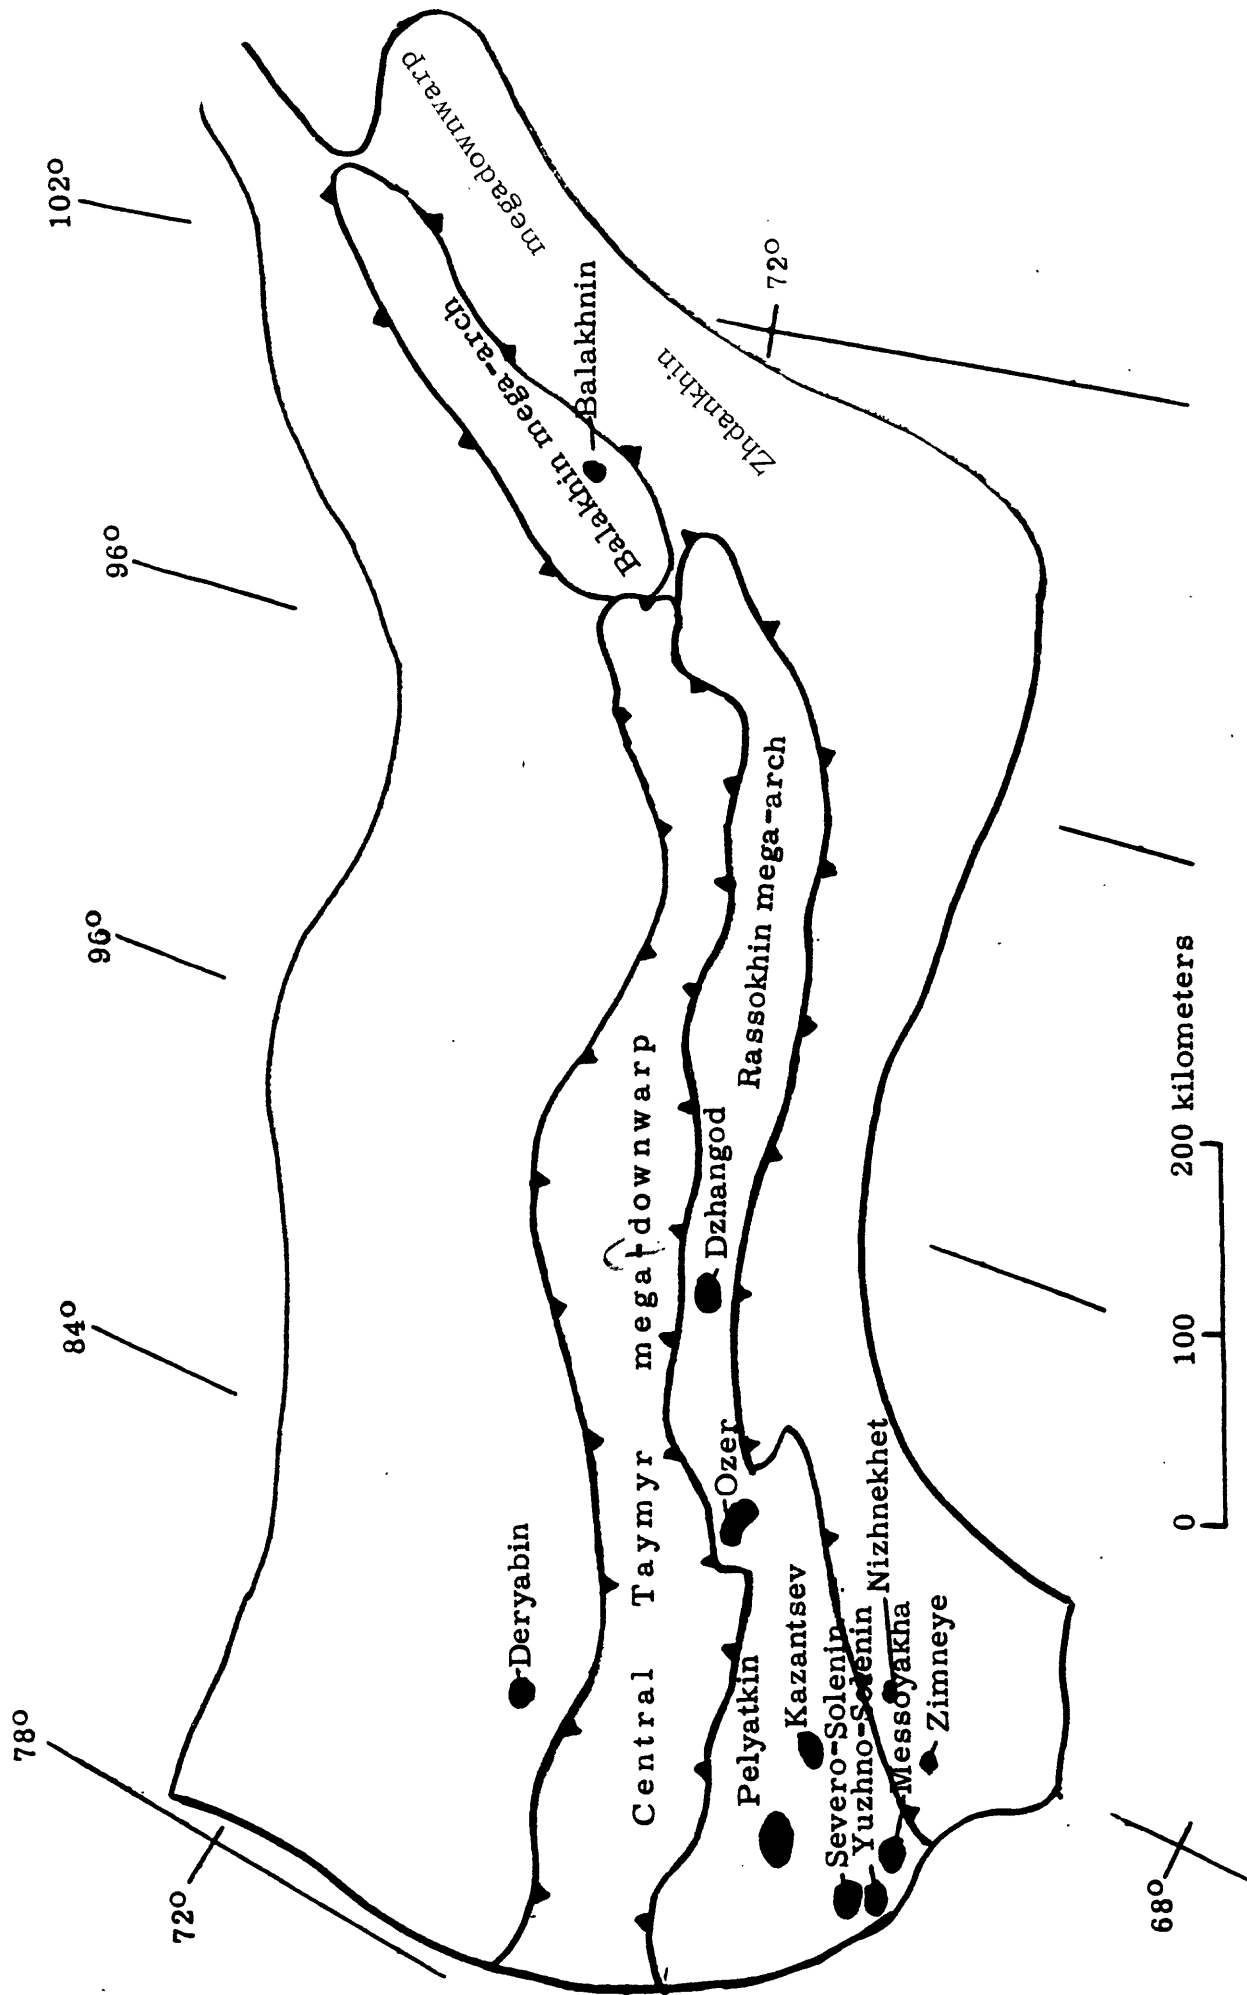 78°
84°
96°
96°
102°
72°
Deryabin
Central Taymyr mega-downwarp
Balakhin mega-arch
Balakhnin
Zhdankhin megadownwarp
72°
Ozer
Dzhangod
Rassokhin mega-arch
Pelyatkin
Kazantsev
Severo-Solenin
Yuzhno-Solenin
Nizhnekhet
Messoyakha
Zimneye
68°
0 100 200 kilometers